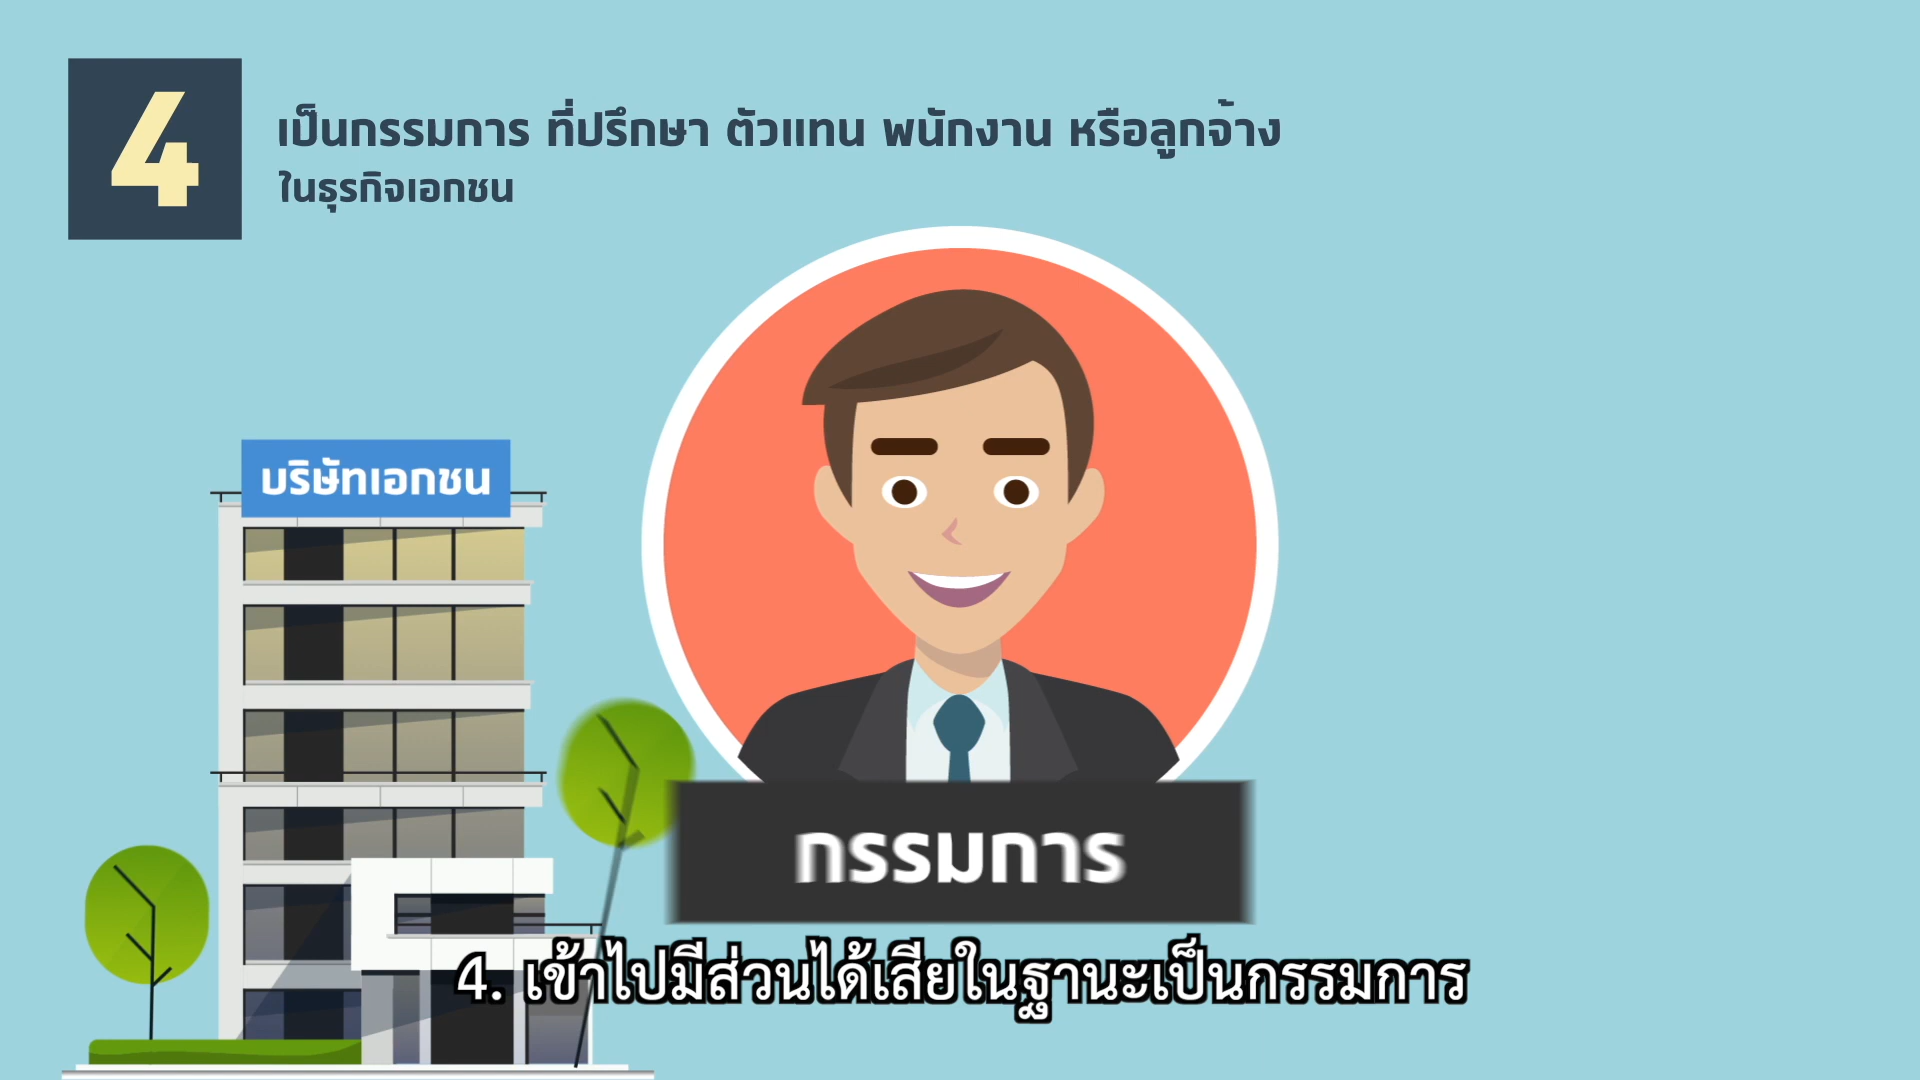 4
เป็นกรรมการ ที่ปรึกษา ตัวแทน พนักงาน หรือลูกจ้าง
ในธุรกิจเอกชน
บริษัทเอกชน
กรรมการ
4. เข้าไปมีส่วนได้เสียในฐานะเป็นกรรมการ